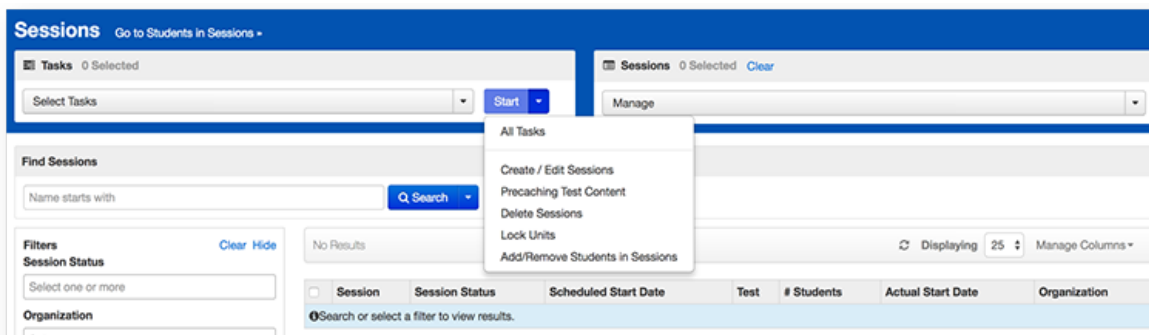 Sessions Go to Students in Sessions »
Tasks 0 Selected
Sessions 0 Selected Clear
Select Tasks
Start
Manage
All Tasks
Create / Edit Sessions
Precaching Test Content
Delete Sessions
Lock Units
Add/Remove Students in Sessions
Find Sessions
Name starts with
Search
Filters Clear Hide
Session Status
Select one or more
Organization
No Results
Displaying 25 Manage Columns
Session Session Status Scheduled Start Date Test # Students Actual Start Date Organization
Search or select a filter to view results.